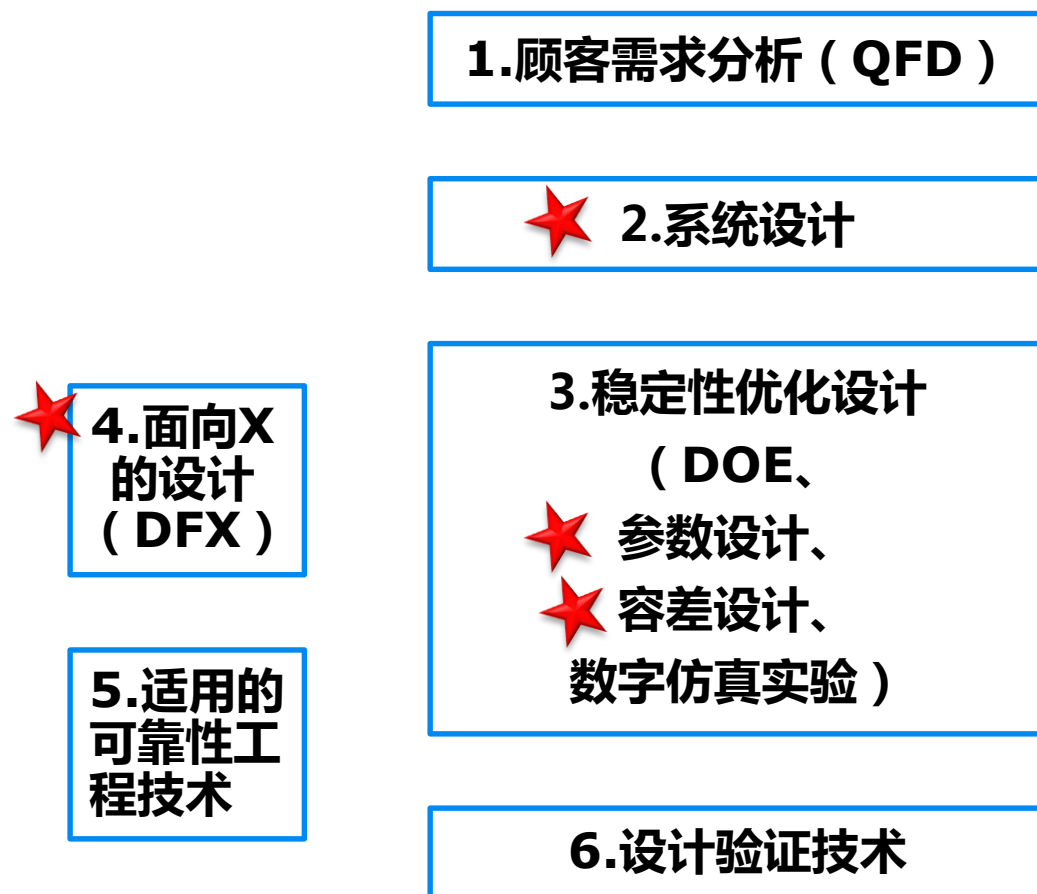 1.顾客需求分析（QFD）
2.系统设计
3.稳定性优化设计
（DOE、
参数设计、
容差设计、
数字仿真实验）
4.面向X
的设计
（DFX）
5.适用的
可靠性工
程技术
6.设计验证技术